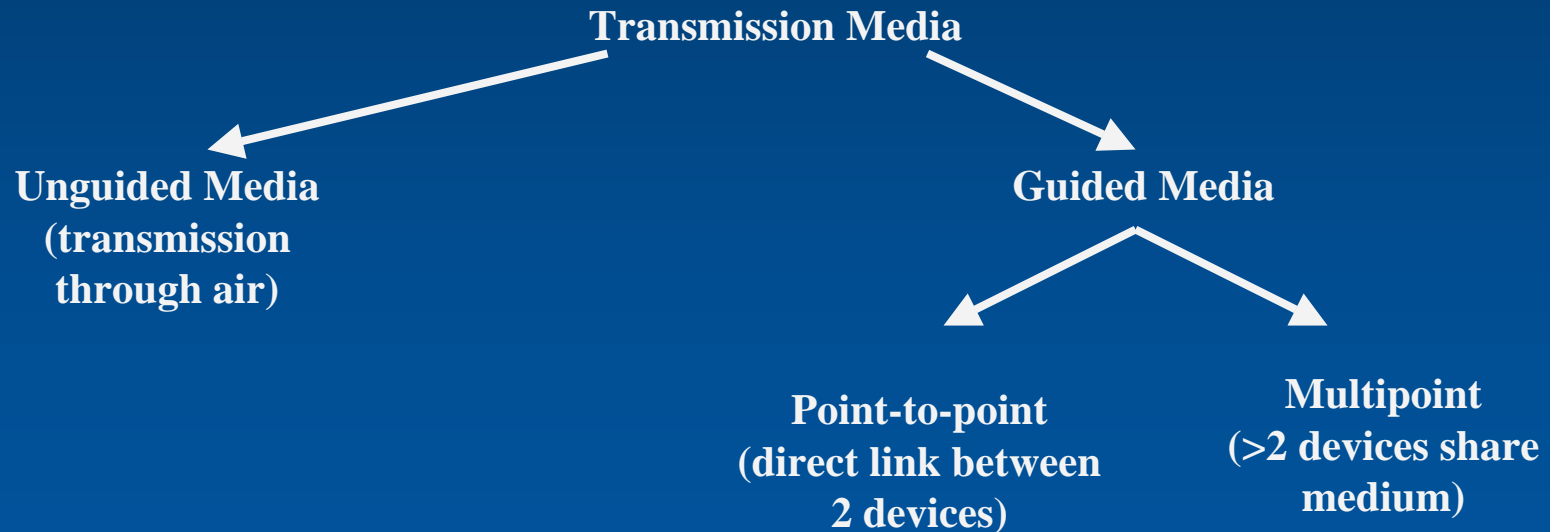 Transmission Media
Unguided Media
(transmission
through air)
Guided Media
Point-to-point
(direct link between
2 devices)
Multipoint
(>2 devices share
medium)